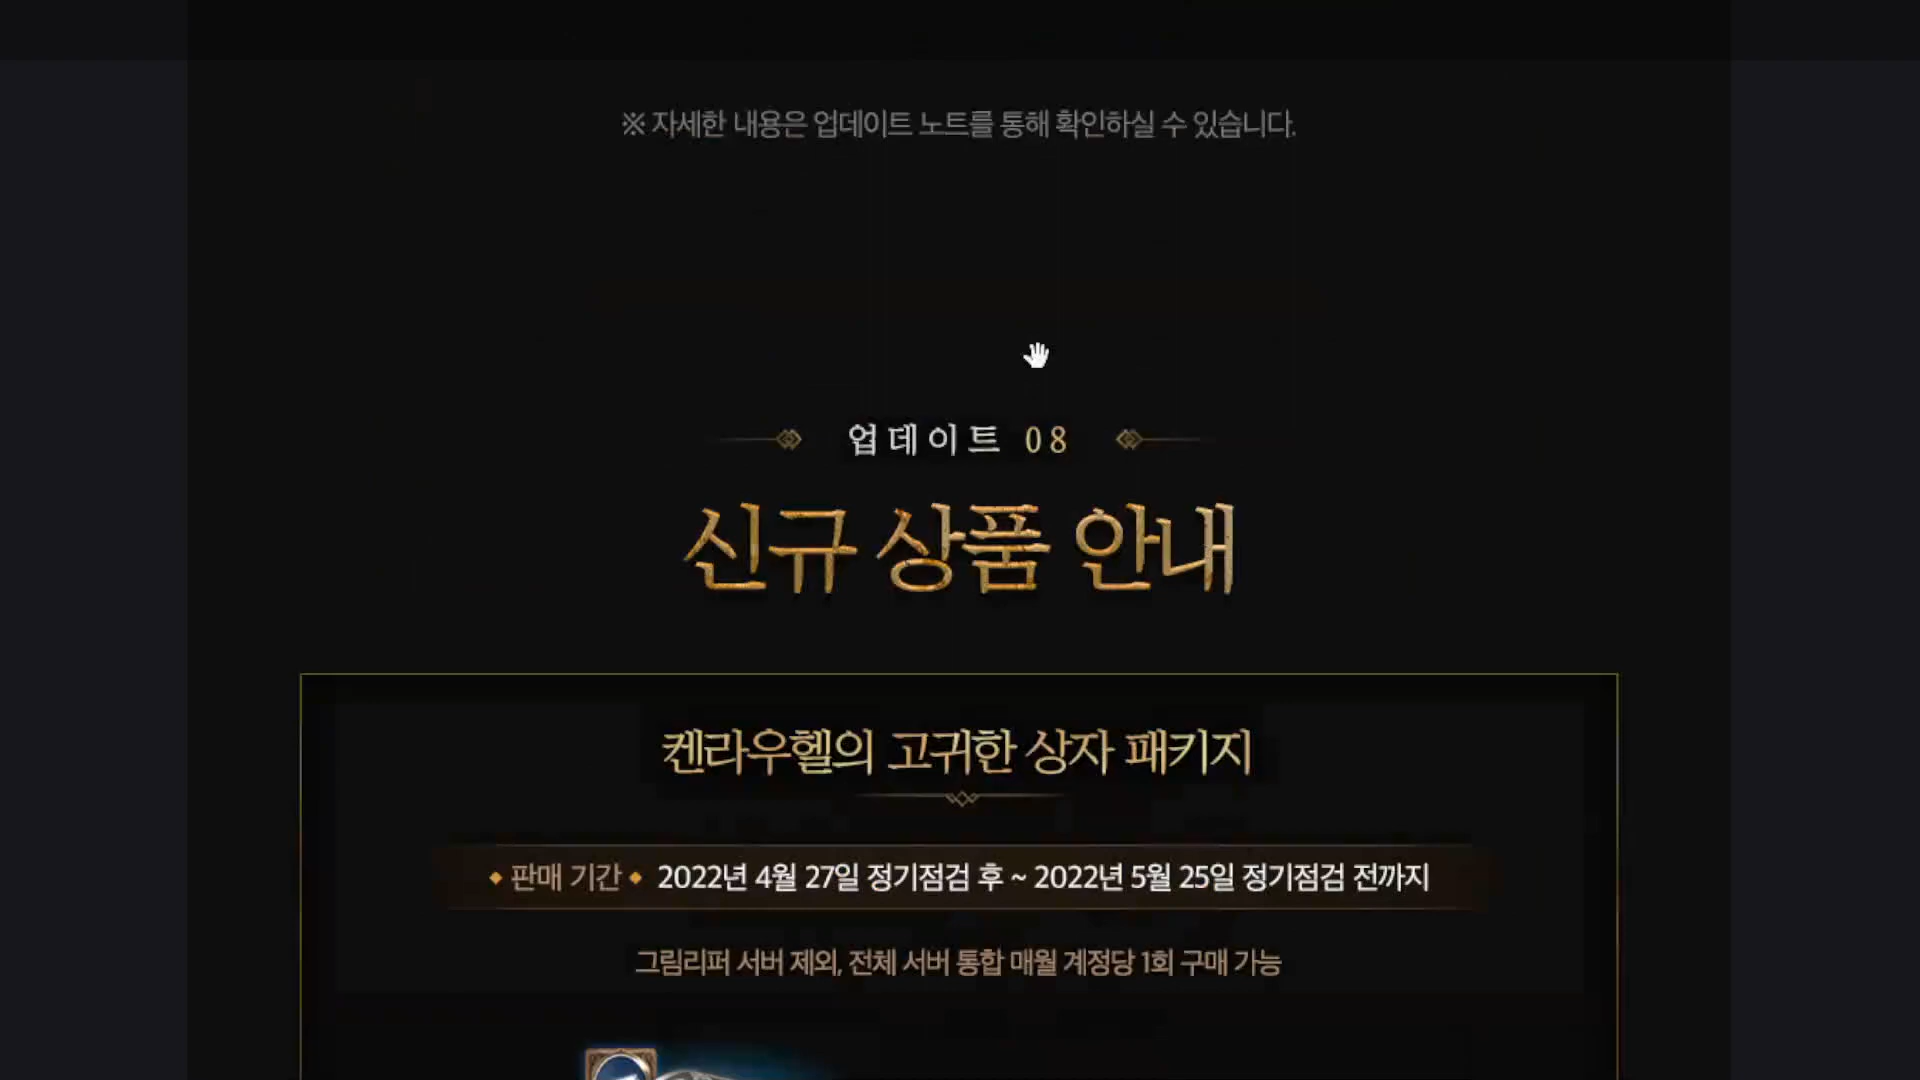 ※ 자세한 내용은 업데이트 노트를 통해 확인하실 수 있습니다.
업데이트 08
신규 상품 안내
켄라우헬의 고귀한 상자 패키지
판매 기간 2022년 4월 27일 정기점검 후 ~ 2022년 5월 25일 정기점검 전까지
그림리퍼 서버 제외, 전체 서버 통합 매월 계정당 1회 구매 가능